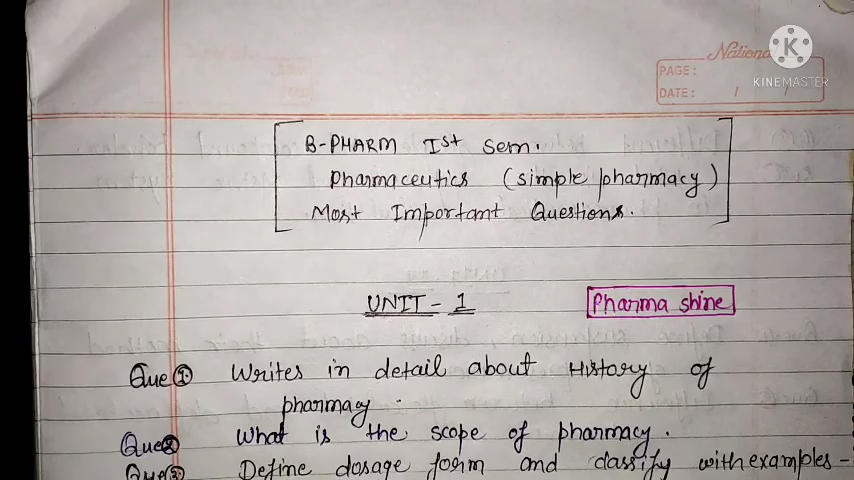 National
PAGE:
DATE: / /
KINEMASTER
B-PHARM Ist sem.
Pharmaceutics (simple pharmacy)
Most Important Questions.
UNIT - 1
Pharma shine
Que① Writes in detail about History of
pharmacy.
Que② What is the scope of pharmacy.
Que③ Define dosage form and classify with examples-